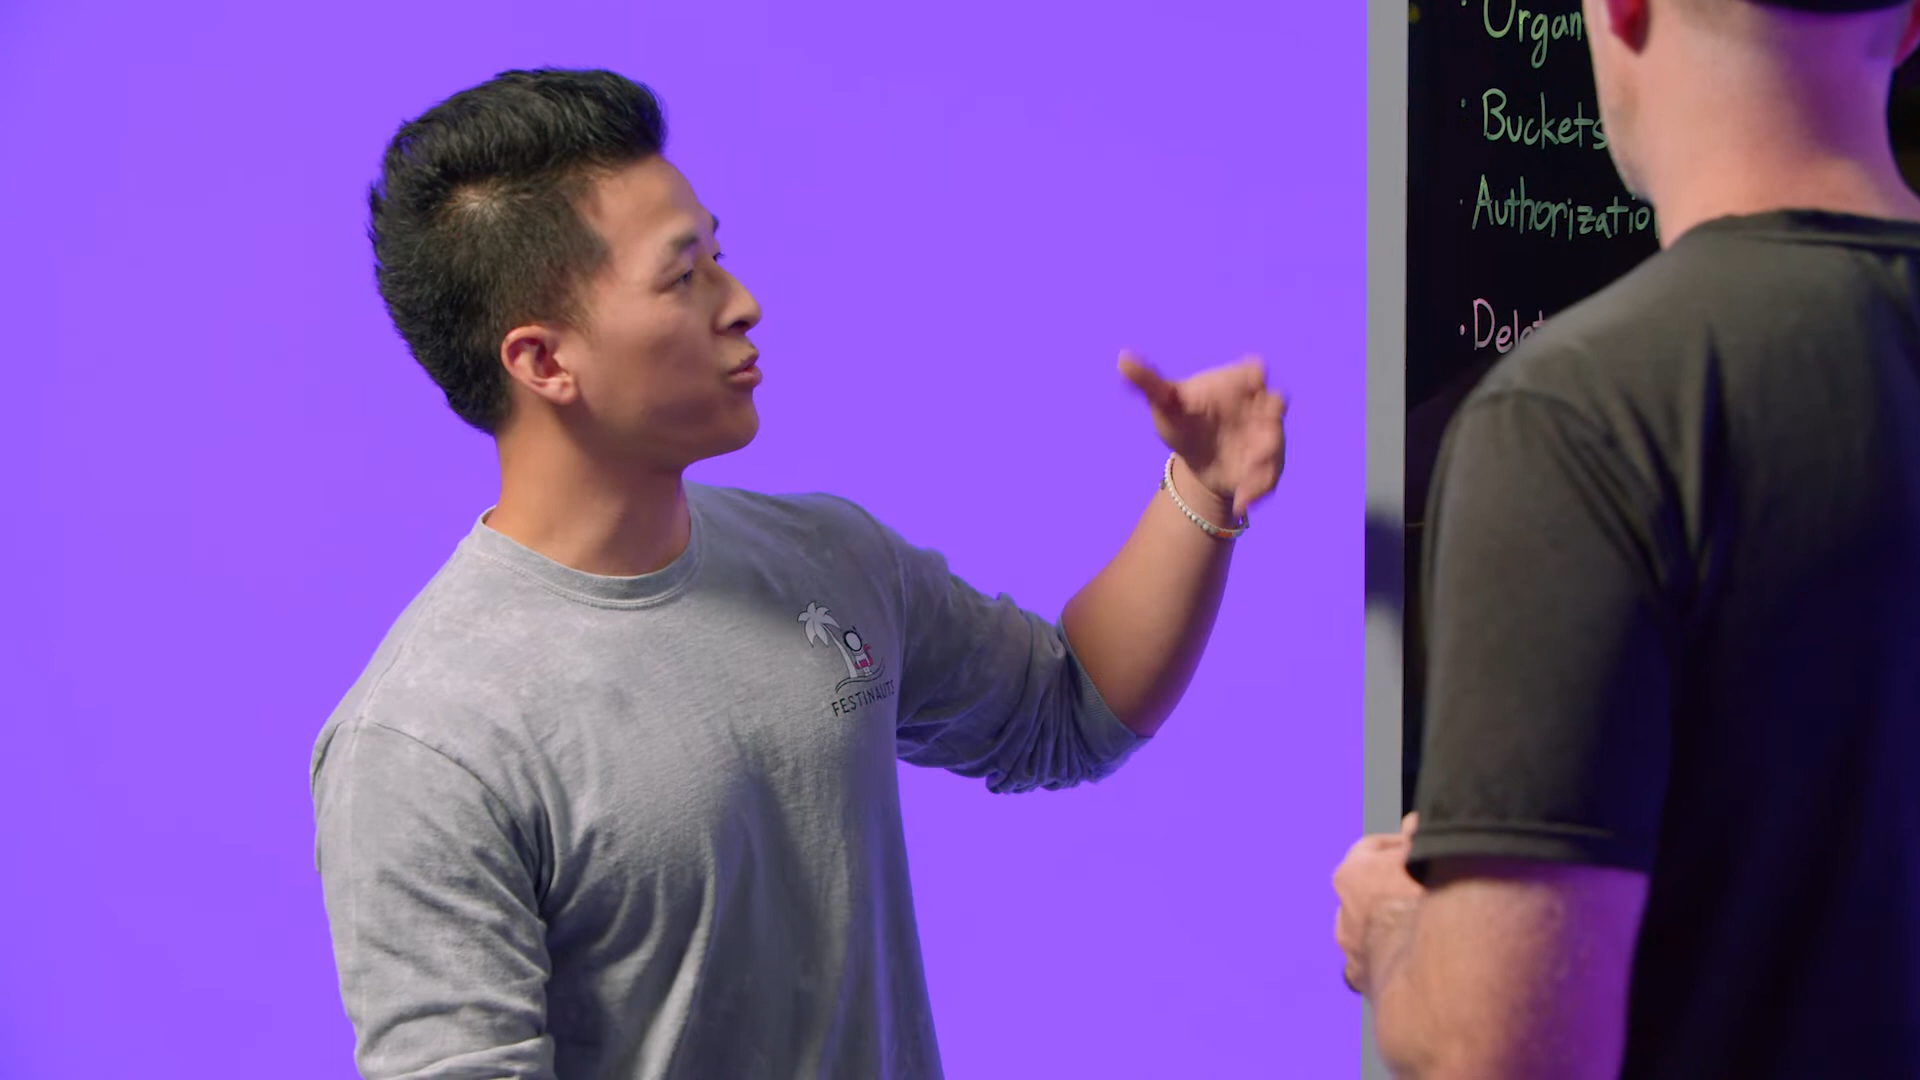 Organ
Buckets
Authorizatio
Delet
FESTINAUTS